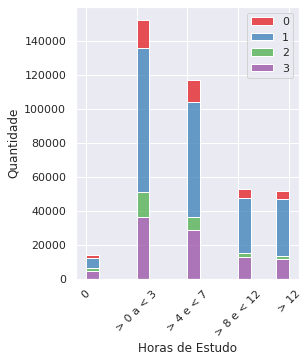 0
1
2
3
140000
120000
100000
80000
60000
40000
20000
0
Quantidade
0
> 0 a < 3
> 4 e < 7
> 8 e < 12
> 12
Horas de Estudo